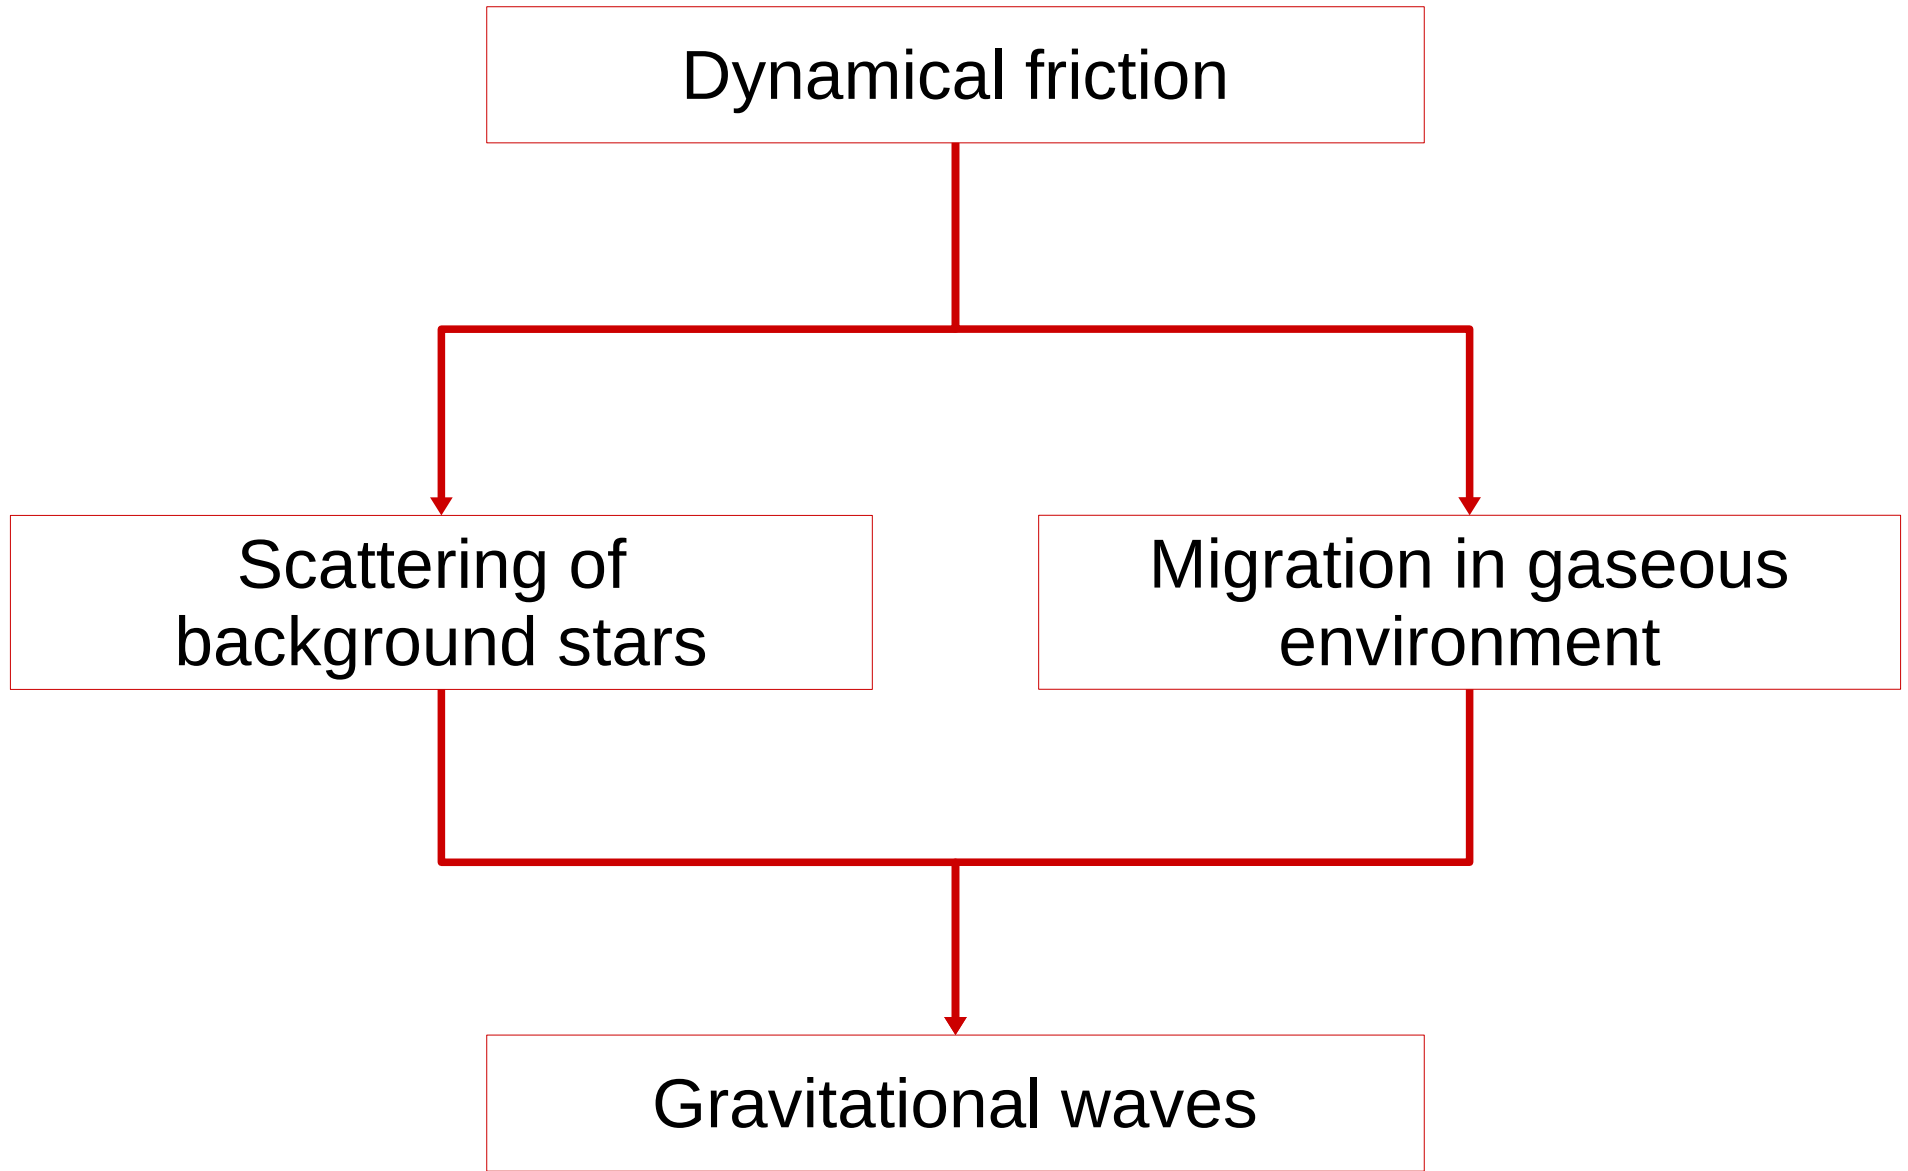 Dynamical friction
Scattering of
background stars
Migration in gaseous
environment
Gravitational waves